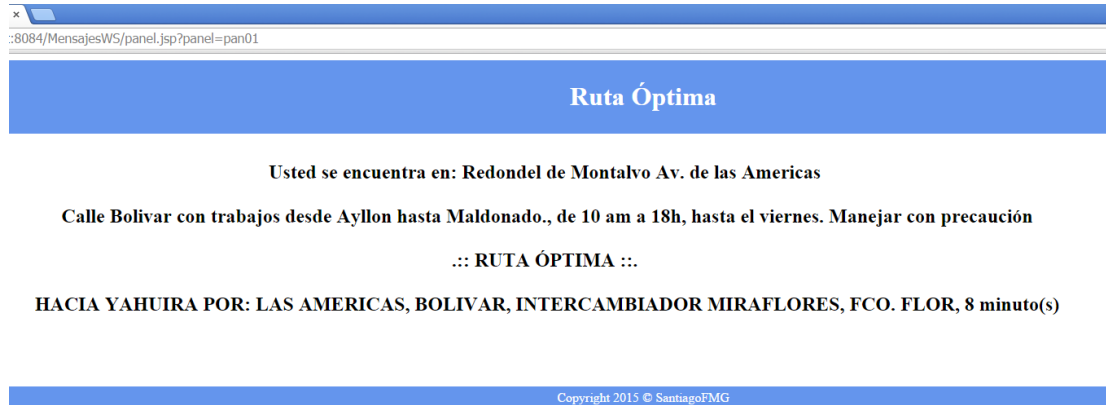 :8084/MensajesWS/panel.jsp?panel=pan01
Ruta Óptima
Usted se encuentra en: Redondel de Montalvo Av. de las Americas
Calle Bolivar con trabajos desde Ayllon hasta Maldonado., de 10 am a 18h, hasta el viernes. Manejar con precaución
.:: RUTA ÓPTIMA ::.
HACIA YAHUIRA POR: LAS AMERICAS, BOLIVAR, INTERCAMBIADOR MIRAFLORES, FCO. FLOR, 8 minuto(s)
Copyright 2015 © SantiagoFMG